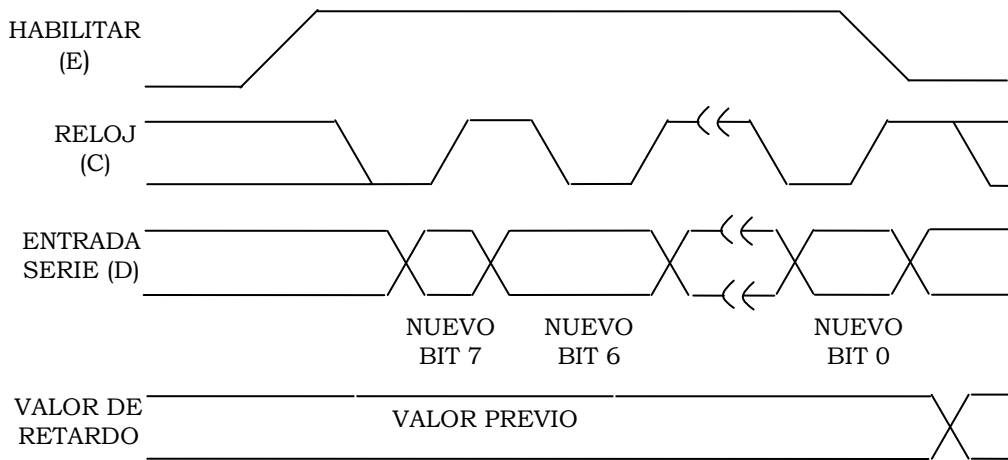 HABILITAR
(E)
RELOJ
(C)
ENTRADA
SERIE (D)
NUEVO
BIT 7
NUEVO
BIT 6
NUEVO
BIT 0
VALOR DE
RETARDO
VALOR PREVIO